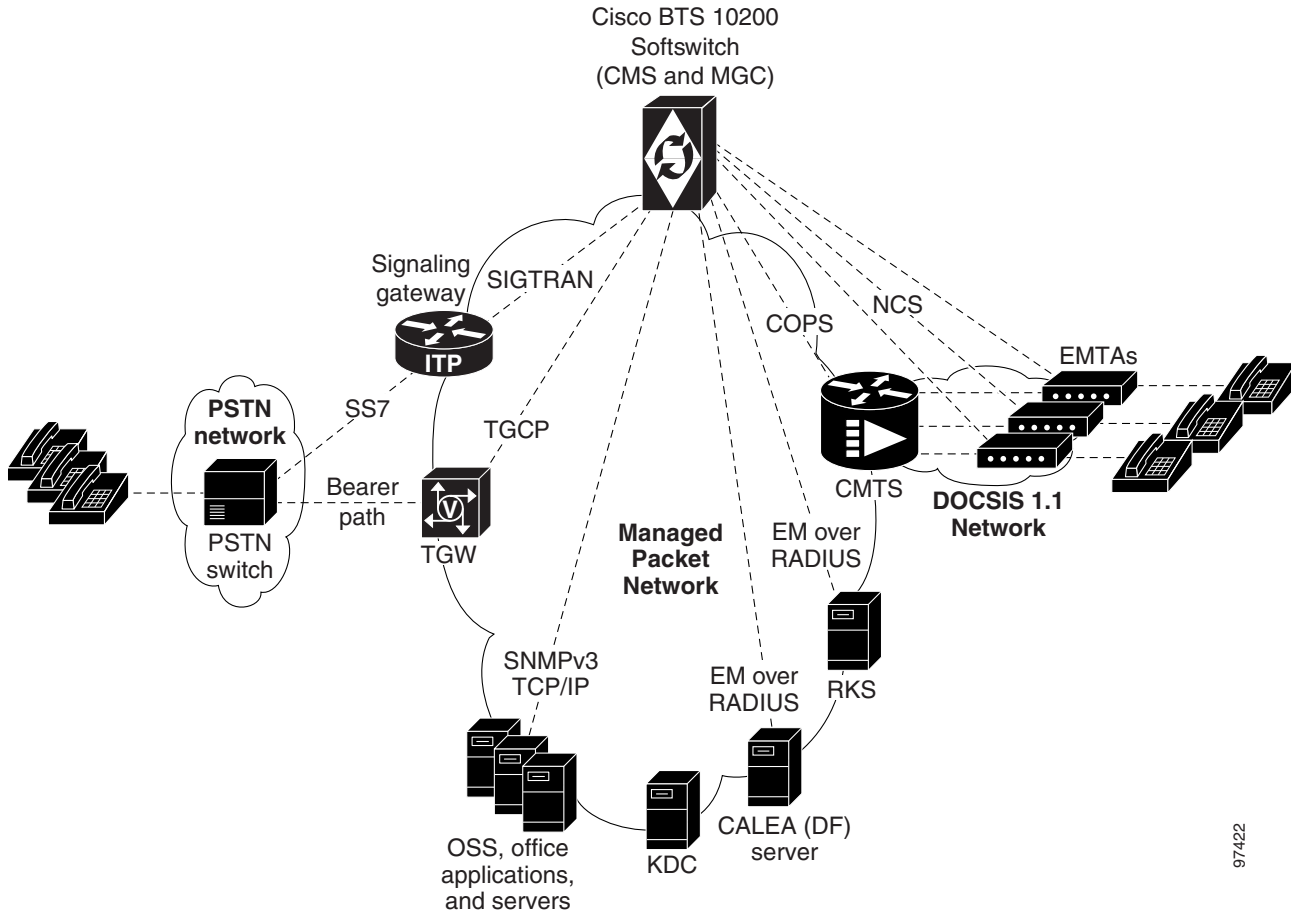 Cisco BTS 10200
Softswitch
(CMS and MGC)
Signaling
gateway
SIGTRAN
NCS
COPS
EMTAs
ITP
PSTN
network
SS7
TGCP
Bearer
path
CMTS
DOCSIS 1.1
Network
PSTN
switch
V
TGW
Managed
Packet
Network
EM over
RADIUS
SNMPv3
TCP/IP
EM over
RADIUS
RKS
OSS, office
applications,
and servers
KDC
CALEA (DF)
server
97422